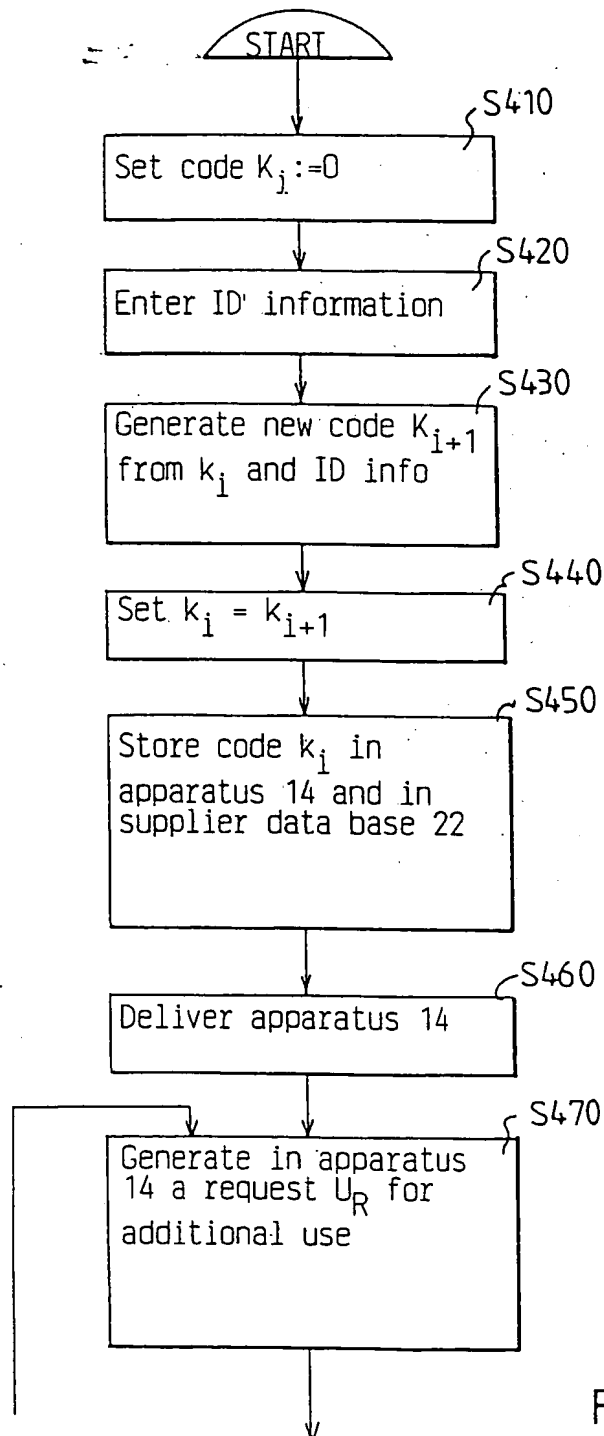 START
S410
Set code K_i:=0
S420
Enter ID' information
S430
Generate new code K_{i+1}
from k_i and ID info
S440
Set k_i = k_{i+1}
S450
Store code k_i in
apparatus 14 and in
supplier data base 22
S460
Deliver apparatus 14
S470
Generate in apparatus
14 a request U_R for
additional use
F